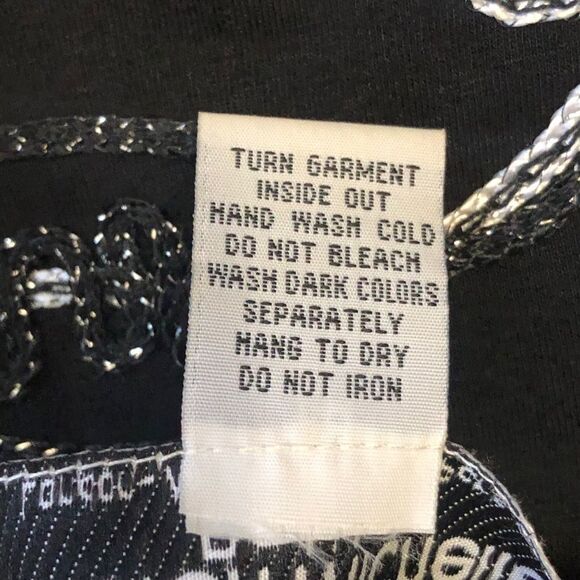 TURN GARMENT
INSIDE OUT
HAND WASH COLD
DO NOT BLEACH
WASH DARK COLORS
SEPARATELY
HANG TO DRY
DO NOT IRON